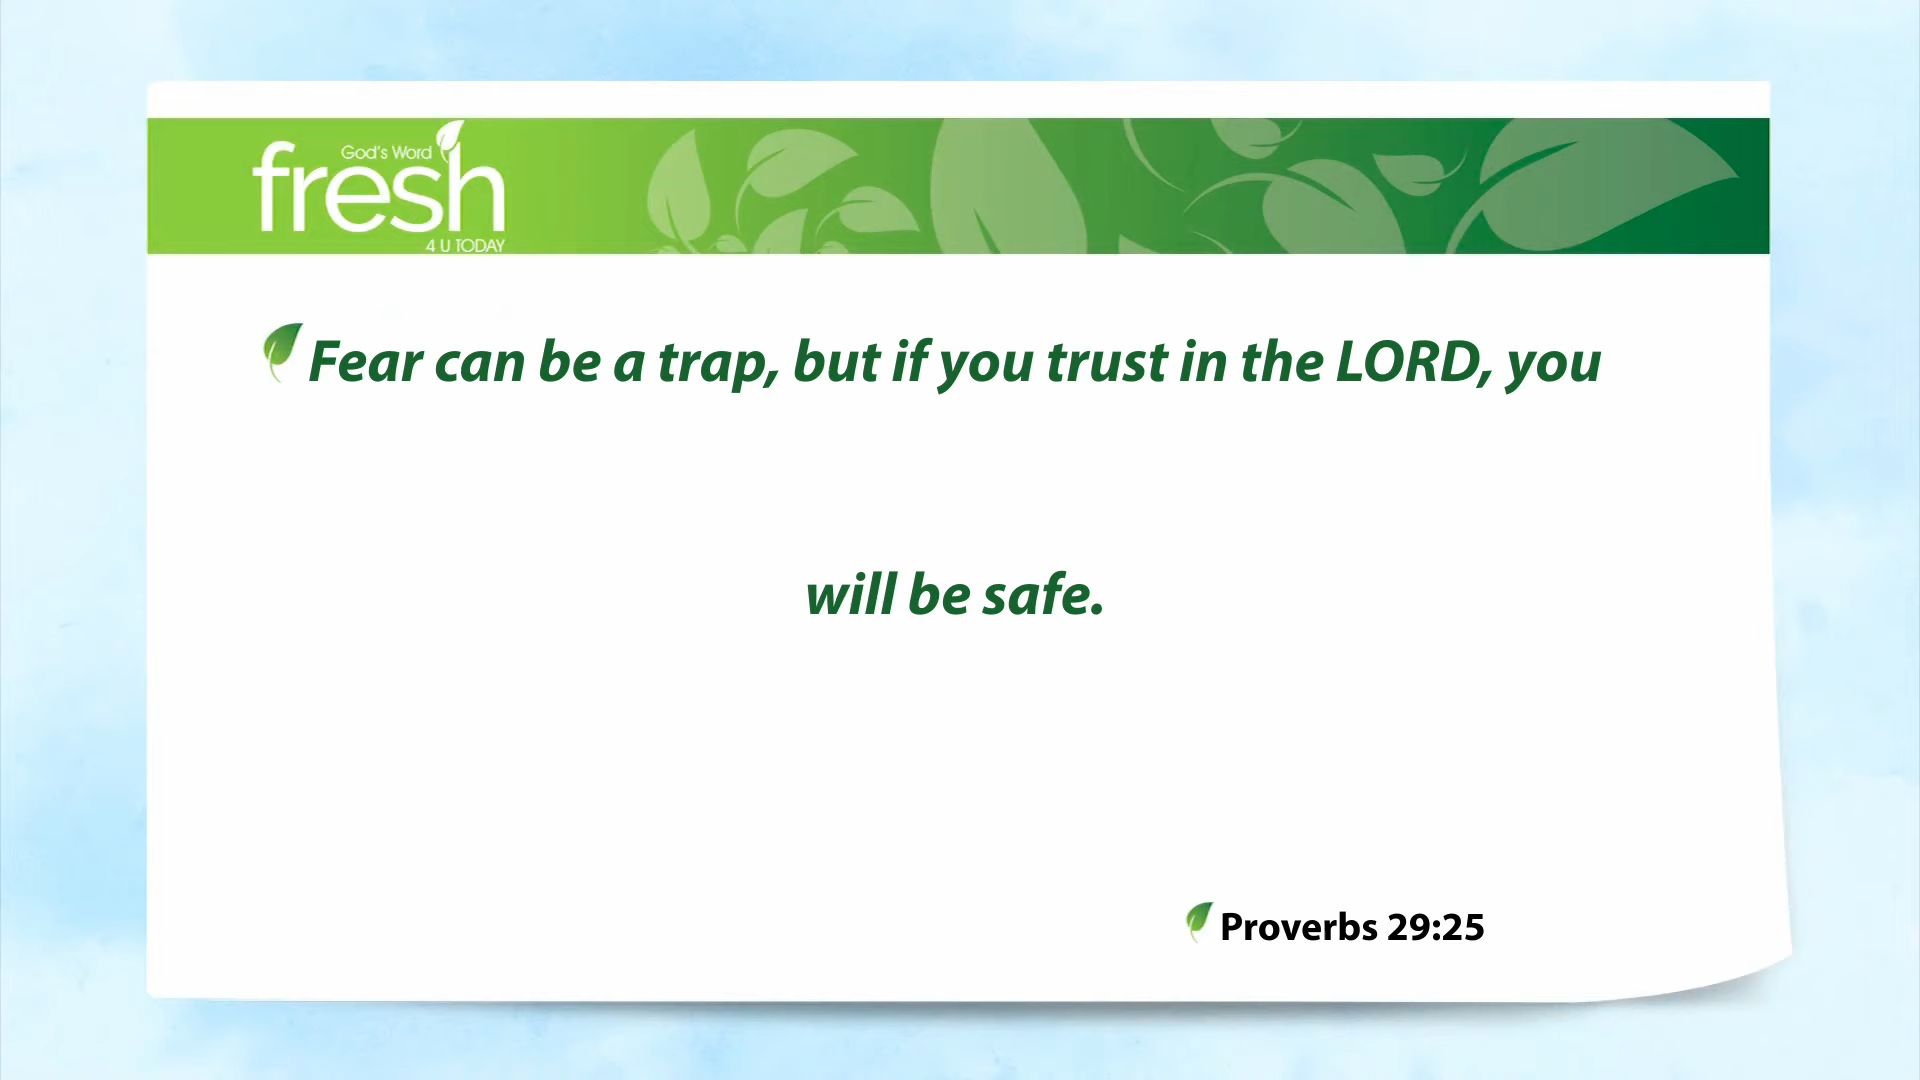 God's Word
fresh
4 U TODAY
Fear can be a trap, but if you trust in the LORD, you
will be safe.
Proverbs 29:25